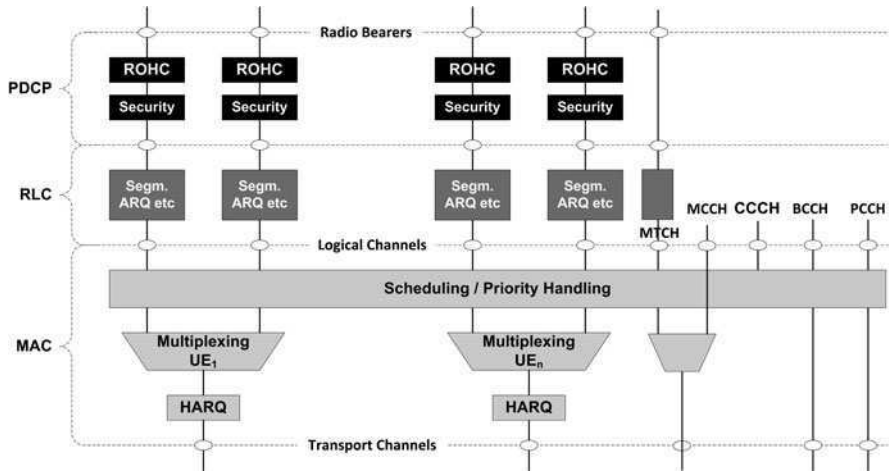 Radio Bearers
ROHC
ROHC
ROHC
ROHC
PDCP
Security
Security
Security
Security
RLC
Segm.
ARQ etc
Segm.
ARQ etc
Segm.
ARQ etc
Segm.
ARQ etc
MTCH
MCCH
CCCH
BCCH
PCCH
Logical Channels
Scheduling / Priority Handling
MAC
Multiplexing
UE1
Multiplexing
UEn
HARQ
HARQ
Transport Channels